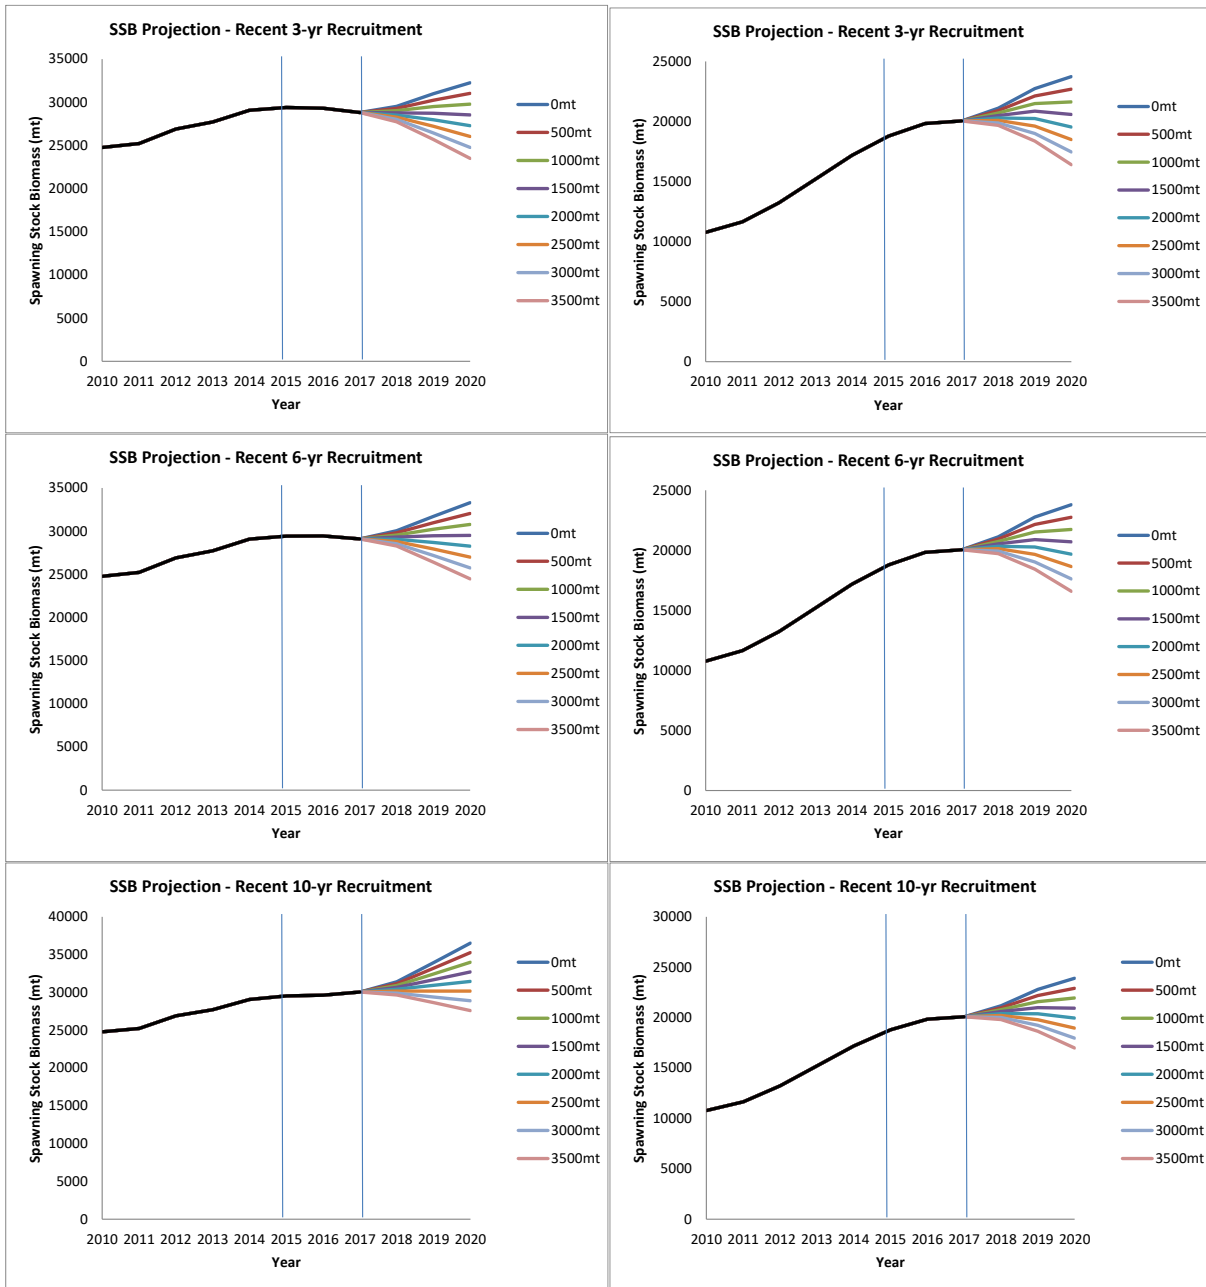 SSB Projection - Recent 3-yr Recruitment
Spawning Stock Biomass (mt)
35000
30000
25000
20000
15000
10000
5000
0
2010 2011 2012 2013 2014 2015 2016 2017 2018 2019 2020
Year
0mt
500mt
1000mt
1500mt
2000mt
2500mt
3000mt
3500mt
SSB Projection - Recent 3-yr Recruitment
Spawning Stock Biomass (mt)
25000
20000
15000
10000
5000
0
2010 2011 2012 2013 2014 2015 2016 2017 2018 2019 2020
Year
0mt
500mt
1000mt
1500mt
2000mt
2500mt
3000mt
3500mt
SSB Projection - Recent 6-yr Recruitment
Spawning Stock Biomass (mt)
35000
30000
25000
20000
15000
10000
5000
0
2010 2011 2012 2013 2014 2015 2016 2017 2018 2019 2020
Year
0mt
500mt
1000mt
1500mt
2000mt
2500mt
3000mt
3500mt
SSB Projection - Recent 6-yr Recruitment
Spawning Stock Biomass (mt)
25000
20000
15000
10000
5000
0
2010 2011 2012 2013 2014 2015 2016 2017 2018 2019 2020
Year
0mt
500mt
1000mt
1500mt
2000mt
2500mt
3000mt
3500mt
SSB Projection - Recent 10-yr Recruitment
Spawning Stock Biomass (mt)
40000
35000
30000
25000
20000
15000
10000
5000
0
2010 2011 2012 2013 2014 2015 2016 2017 2018 2019 2020
Year
0mt
500mt
1000mt
1500mt
2000mt
2500mt
3000mt
3500mt
SSB Projection - Recent 10-yr Recruitment
Spawning Stock Biomass (mt)
30000
25000
20000
15000
10000
5000
0
2010 2011 2012 2013 2014 2015 2016 2017 2018 2019 2020
Year
0mt
500mt
1000mt
1500mt
2000mt
2500mt
3000mt
3500mt